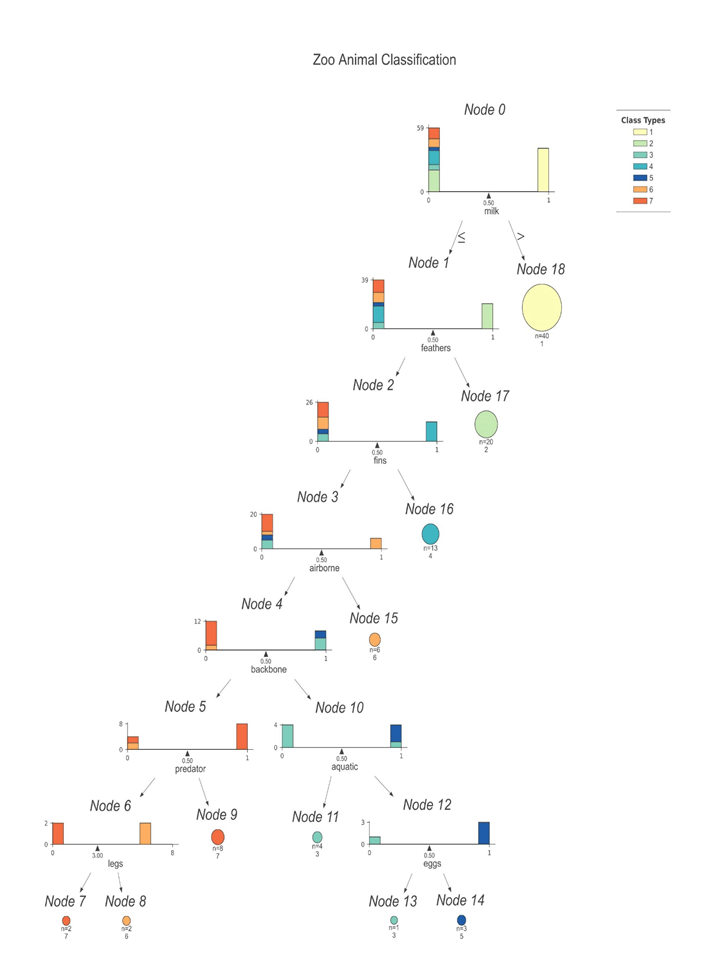 Zoo Animal Classification
Node 0
Class Types
1
2
3
4
5
6
7
59
0
0
0.50
1
milk
≤
>
Node 1
Node 18
39
0
0
0.50
1
feathers
n=40
1
Node 2
Node 17
26
0
0
0.50
1
fins
n=20
2
Node 3
Node 16
20
0
0
0.50
1
airborne
n=13
4
Node 4
Node 15
12
0
0
0.50
1
backbone
n=6
6
Node 5
Node 10
8
0
0
0.50
1
predator
4
0
0
0.50
1
aquatic
Node 6
Node 9
Node 11
Node 12
2
0
0
3.00
8
legs
n=8
7
n=4
3
3
0
0
0.50
1
eggs
Node 7
Node 8
Node 13
Node 14
n=2
7
n=2
6
n=1
3
n=3
5